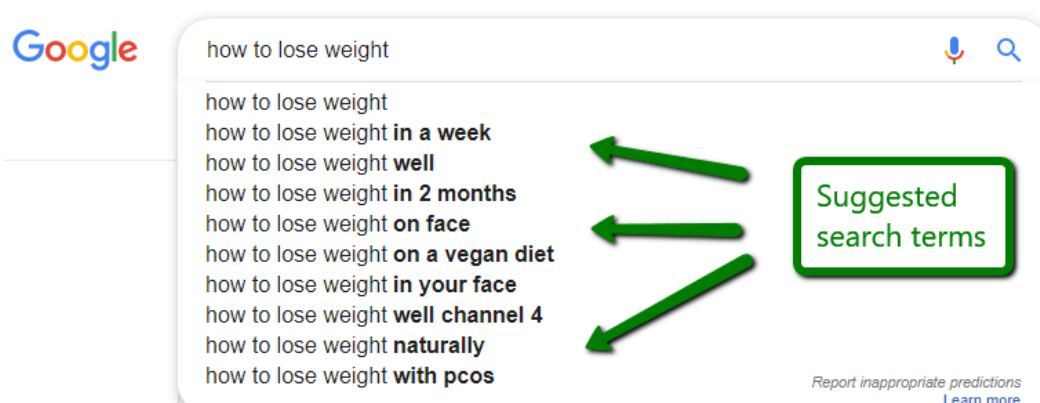 Google
how to lose weight
how to lose weight
how to lose weight in a week
how to lose weight well
how to lose weight in 2 months
how to lose weight on face
how to lose weight on a vegan diet
how to lose weight in your face
how to lose weight well channel 4
how to lose weight naturally
how to lose weight with pcos
Suggested
search terms
Report inappropriate predictions
Learn more